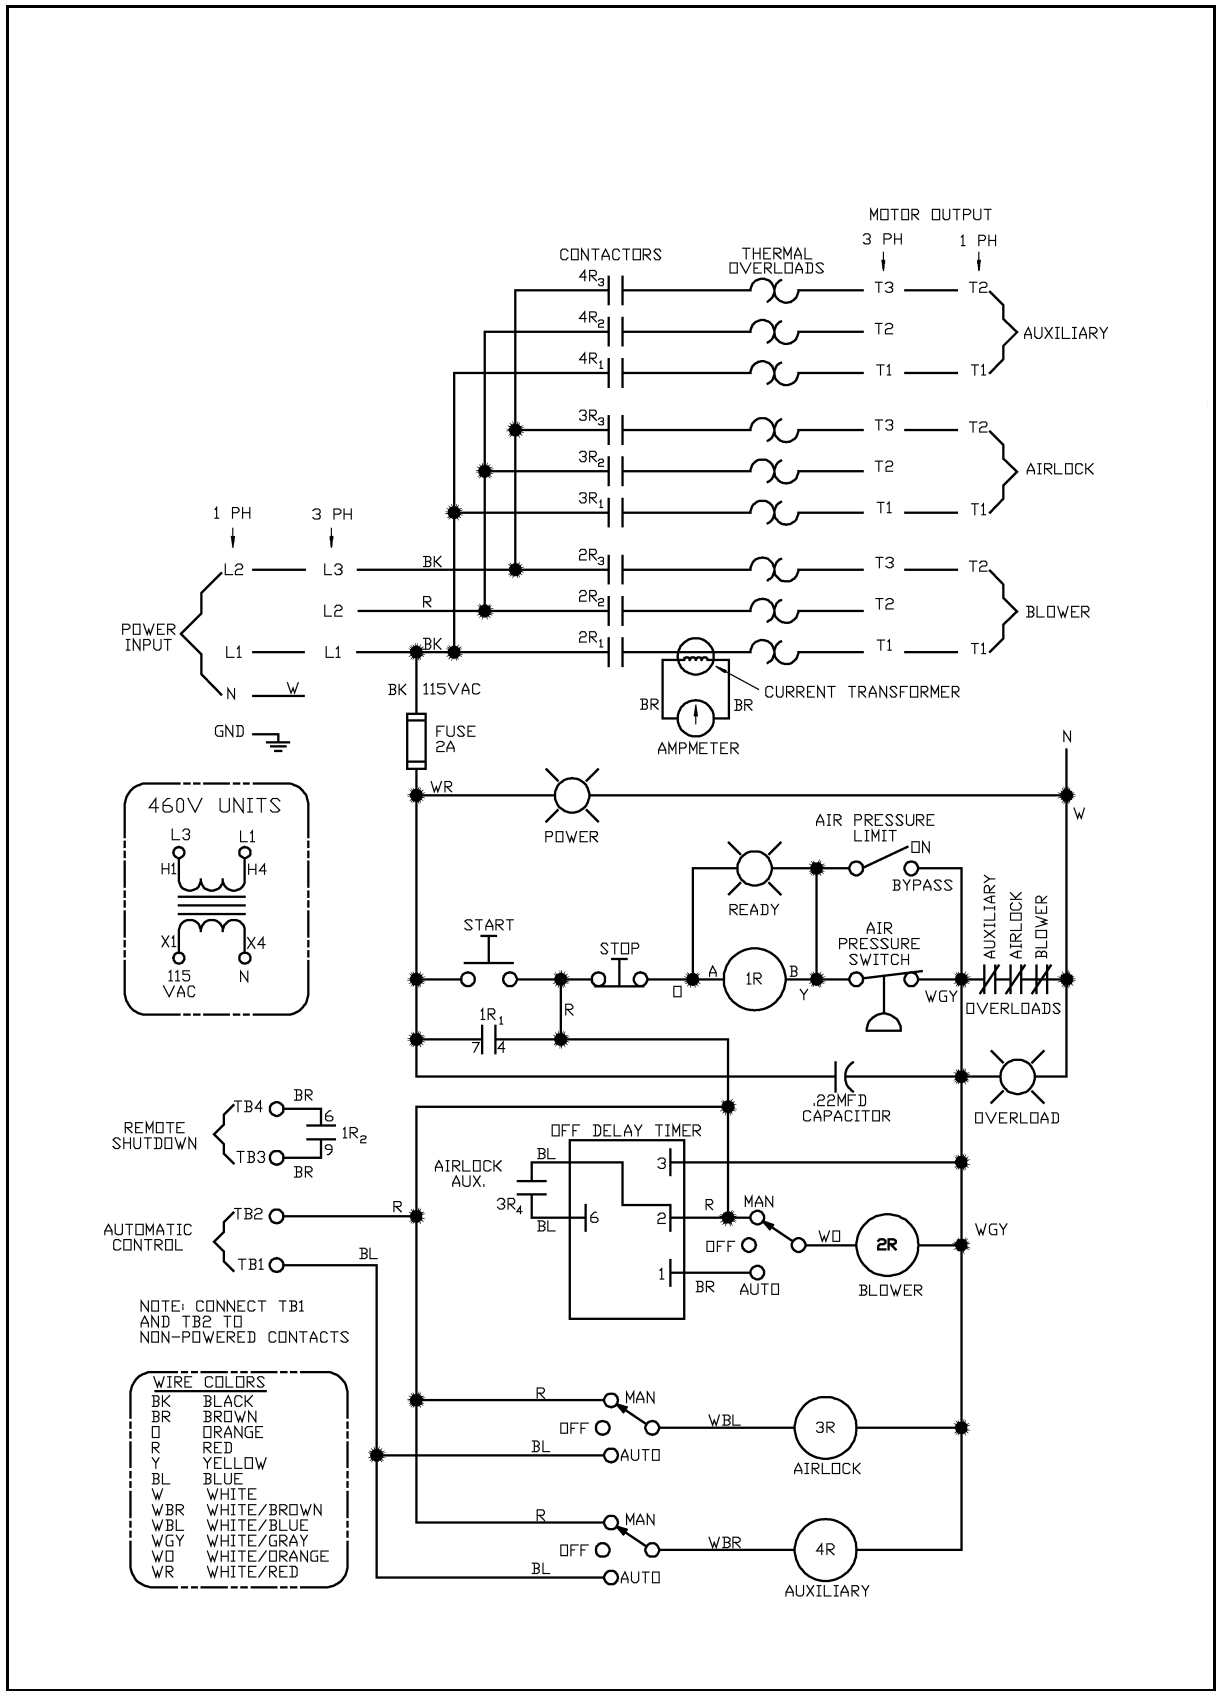 MOTOR OUTPUT
3 PH
1 PH
CONTACTORS
THERMAL
OVERLOADS
4R3
T3
T2
4R2
T2
AUXILIARY
4R1
T1
T1
3R3
T3
T2
3R2
T2
AIRLOCK
3R1
T1
T1
1 PH
3 PH
L2
L3
BK
2R3
T3
T2
L2
R
2R2
T2
BLOWER
POWER
INPUT
L1
L1
BK
2R1
T1
T1
N
W
BK
115VAC
BR
BR
CURRENT TRANSFORMER
GND
FUSE
2A
AMPMETER
N
WR
POWER
W
460V UNITS
L3
L1
H1
H4
X1
X4
115
VAC
N
AIR PRESSURE
LIMIT
ON
BYPASS
READY
START
STOP
AIR
PRESSURE
SWITCH
AUXILIARY
AIRLOCK
BLOWER
A
1R
B
O
Y
WGY
OVERLOADS
R
1R1
7
4
.22MFD
CAPACITOR
OVERLOAD
REMOTE
SHUTDOWN
TB4
BR
6
1R2
9
TB3
BR
OFF DELAY TIMER
AIRLOCK
AUX.
BL
3
3R4
BL
6
2
R
MAN
AUTOMATIC
CONTROL
TB2
R
OFF
WO
2R
WGY
TB1
BL
1
BR
AUTO
BLOWER
NOTE: CONNECT TB1
AND TB2 TO
NON-POWERED CONTACTS
WIRE COLORS
BK BLACK
BR BROWN
O ORANGE
R RED
Y YELLOW
BL BLUE
W WHITE
WBR WHITE/BROWN
WBL WHITE/BLUE
WGY WHITE/GRAY
WO WHITE/ORANGE
WR WHITE/RED
R
MAN
OFF
WBL
3R
BL
AUTO
AIRLOCK
R
MAN
OFF
WBR
4R
BL
AUTO
AUXILIARY